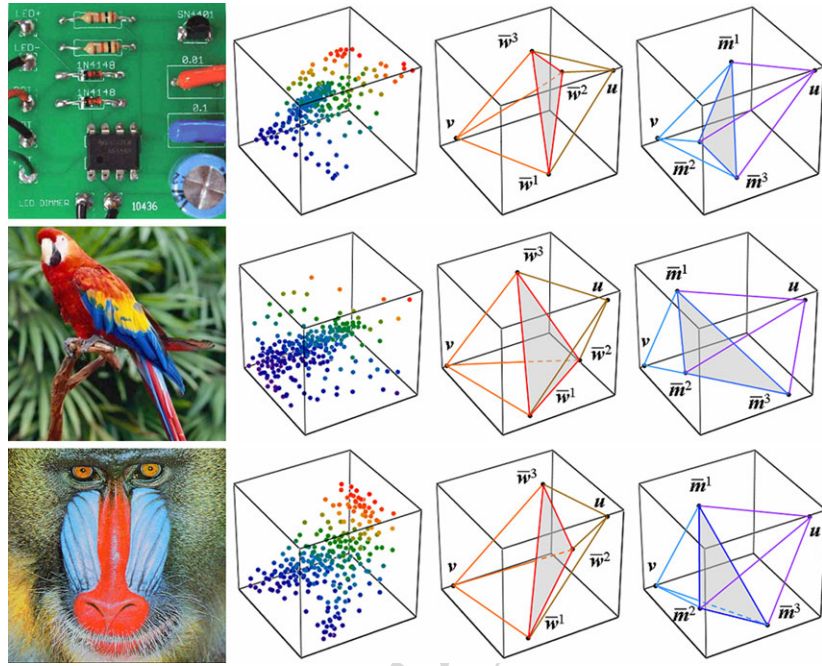 LED+
SN4401
LED-
1N4148
0.01
1N4148
0.1
LED DIMMER
10436
w̅³
w̅²
u
v
w̅¹
m̅¹
u
v
m̅²
m̅³
w̅³
u
v
w̅²
w̅¹
m̅¹
u
v
m̅²
m̅³
w̅³
u
v
w̅²
w̅¹
m̅¹
u
v
m̅²
m̅³